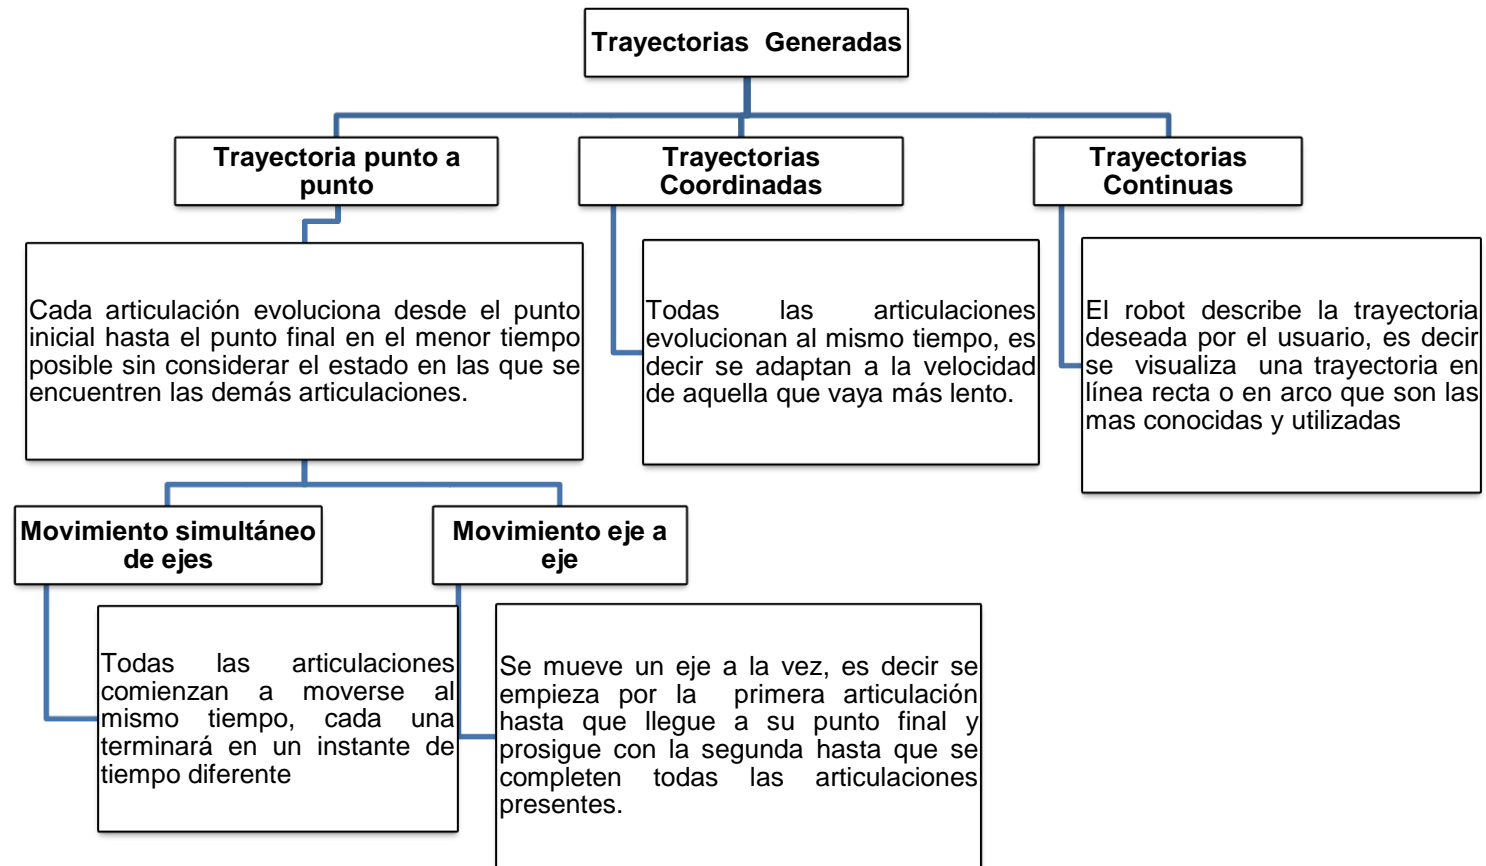 Trayectorias Generadas
Trayectoria punto a
punto
Trayectorias
Coordinadas
Trayectorias
Continuas
Cada articulación evoluciona desde el punto
inicial hasta el punto final en el menor tiempo
posible sin considerar el estado en las que se
encuentren las demás articulaciones.
Todas las articulaciones
evolucionan al mismo tiempo, es
decir se adaptan a la velocidad
de aquella que vaya más lento.
El robot describe la trayectoria
deseada por el usuario, es decir
se visualiza una trayectoria en
línea recta o en arco que son las
mas conocidas y utilizadas
Movimiento simultáneo
de ejes
Movimiento eje a
eje
Todas las articulaciones
comienzan a moverse al
mismo tiempo, cada una
terminará en un instante de
tiempo diferente
Se mueve un eje a la vez, es decir se
empieza por la primera articulación
hasta que llegue a su punto final y
prosigue con la segunda hasta que se
completen todas las articulaciones
presentes.